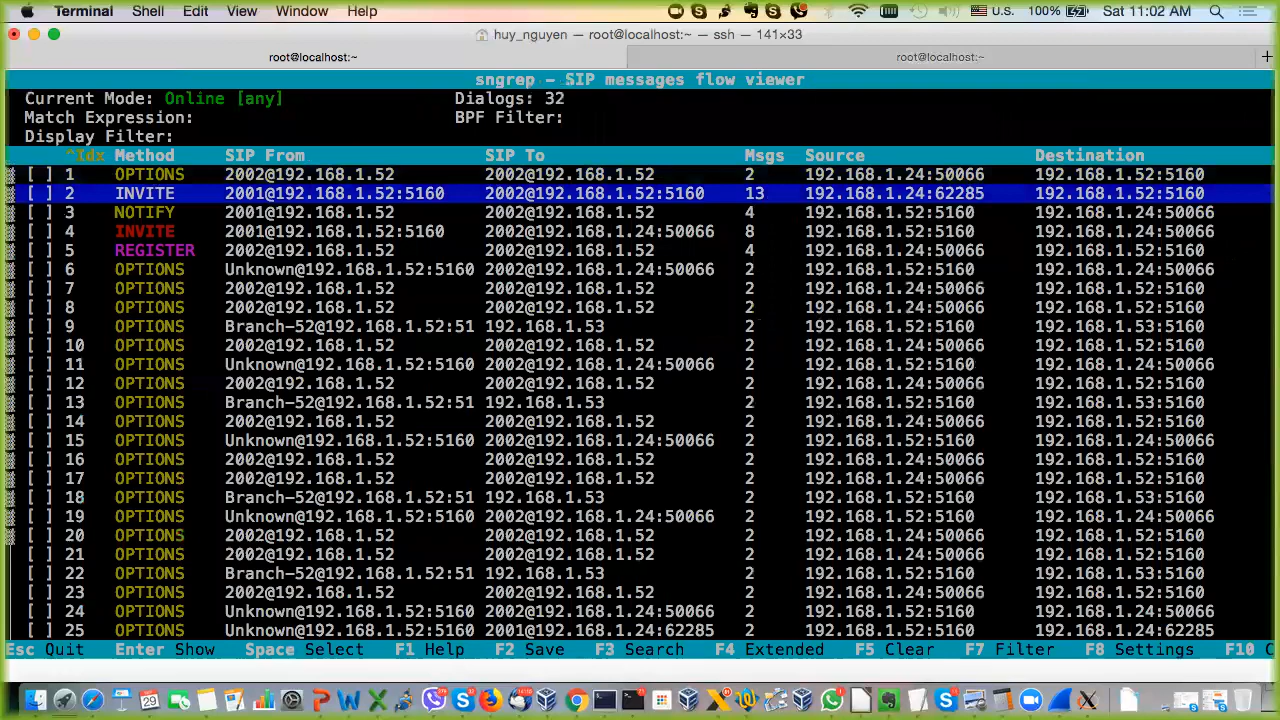 Terminal Shell Edit View Window Help U.S. 100% Sat 11:02 AM
huy_nguyen — root@localhost:~ — ssh — 141×33
root@localhost:~ root@localhost:~
sngrep - SIP messages flow viewer
Current Mode: Online [any] Dialogs: 32
Match Expression: BPF Filter:
Display Filter:
^Idx Method SIP From SIP To Msgs Source Destination
[ ] 1 OPTIONS 2002@192.168.1.52 2002@192.168.1.52 2 192.168.1.24:50066 192.168.1.52:5160
[ ] 2 INVITE 2001@192.168.1.52:5160 2002@192.168.1.52:5160 13 192.168.1.24:62285 192.168.1.52:5160
[ ] 3 NOTIFY 2001@192.168.1.52 2002@192.168.1.52 4 192.168.1.52:5160 192.168.1.24:50066
[ ] 4 INVITE 2001@192.168.1.52:5160 2002@192.168.1.24:50066 8 192.168.1.52:5160 192.168.1.24:50066
[ ] 5 REGISTER 2002@192.168.1.52 2002@192.168.1.52 4 192.168.1.24:50066 192.168.1.52:5160
[ ] 6 OPTIONS Unknown@192.168.1.52:5160 2002@192.168.1.24:50066 2 192.168.1.52:5160 192.168.1.24:50066
[ ] 7 OPTIONS 2002@192.168.1.52 2002@192.168.1.52 2 192.168.1.24:50066 192.168.1.52:5160
[ ] 8 OPTIONS 2002@192.168.1.52 2002@192.168.1.52 2 192.168.1.24:50066 192.168.1.52:5160
[ ] 9 OPTIONS Branch-52@192.168.1.52:51 192.168.1.53 2 192.168.1.52:5160 192.168.1.53:5160
[ ] 10 OPTIONS 2002@192.168.1.52 2002@192.168.1.52 2 192.168.1.24:50066 192.168.1.52:5160
[ ] 11 OPTIONS Unknown@192.168.1.52:5160 2002@192.168.1.24:50066 2 192.168.1.52:5160 192.168.1.24:50066
[ ] 12 OPTIONS 2002@192.168.1.52 2002@192.168.1.52 2 192.168.1.24:50066 192.168.1.52:5160
[ ] 13 OPTIONS Branch-52@192.168.1.52:51 192.168.1.53 2 192.168.1.52:5160 192.168.1.53:5160
[ ] 14 OPTIONS 2002@192.168.1.52 2002@192.168.1.52 2 192.168.1.24:50066 192.168.1.52:5160
[ ] 15 OPTIONS Unknown@192.168.1.52:5160 2002@192.168.1.24:50066 2 192.168.1.52:5160 192.168.1.24:50066
[ ] 16 OPTIONS 2002@192.168.1.52 2002@192.168.1.52 2 192.168.1.24:50066 192.168.1.52:5160
[ ] 17 OPTIONS 2002@192.168.1.52 2002@192.168.1.52 2 192.168.1.24:50066 192.168.1.52:5160
[ ] 18 OPTIONS Branch-52@192.168.1.52:51 192.168.1.53 2 192.168.1.52:5160 192.168.1.53:5160
[ ] 19 OPTIONS Unknown@192.168.1.52:5160 2002@192.168.1.24:50066 2 192.168.1.52:5160 192.168.1.24:50066
[ ] 20 OPTIONS 2002@192.168.1.52 2002@192.168.1.52 2 192.168.1.24:50066 192.168.1.52:5160
[ ] 21 OPTIONS 2002@192.168.1.52 2002@192.168.1.52 2 192.168.1.24:50066 192.168.1.52:5160
[ ] 22 OPTIONS Branch-52@192.168.1.52:51 192.168.1.53 2 192.168.1.52:5160 192.168.1.53:5160
[ ] 23 OPTIONS 2002@192.168.1.52 2002@192.168.1.52 2 192.168.1.24:50066 192.168.1.52:5160
[ ] 24 OPTIONS Unknown@192.168.1.52:5160 2002@192.168.1.24:50066 2 192.168.1.52:5160 192.168.1.24:50066
[ ] 25 OPTIONS Unknown@192.168.1.52:5160 2001@192.168.1.24:62285 2 192.168.1.52:5160 192.168.1.24:62285
Esc Quit Enter Show Space Select F1 Help F2 Save F3 Search F4 Extended F5 Clear F7 Filter F8 Settings F10 C